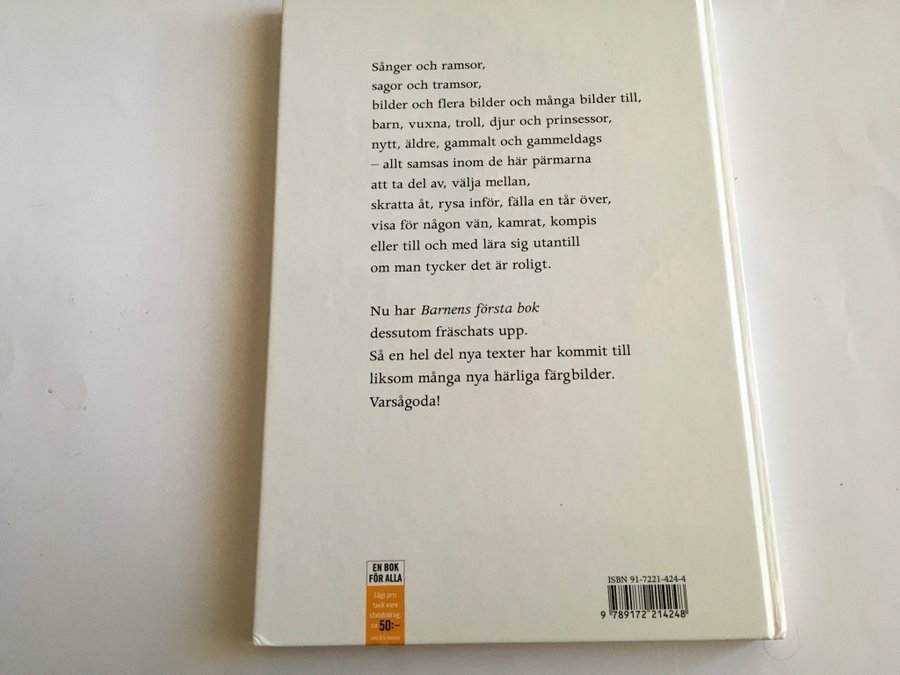 Sånger och ramsor,
sagor och tramsor,
bilder och flera bilder och många bilder till,
barn, vuxna, troll, djur och prinsessor,
nytt, äldre, gammalt och gammeldags
– allt samsas inom de här pärmarna
att ta del av, välja mellan,
skratta åt, rysa inför, fälla en tår över,
visa för någon vän, kamrat, kompis
eller till och med lära sig utantill
om man tycker det är roligt.
Nu har Barnens första bok
dessutom fräschats upp.
Så en hel del nya texter har kommit till
liksom många nya härliga färgbilder.
Varsågoda!
EN BOK
FÖR ALLA
Lågt pris
tack vare
statsbidrag,
ca 50:–
ISBN 91-7221-424-4
9 789172 214248